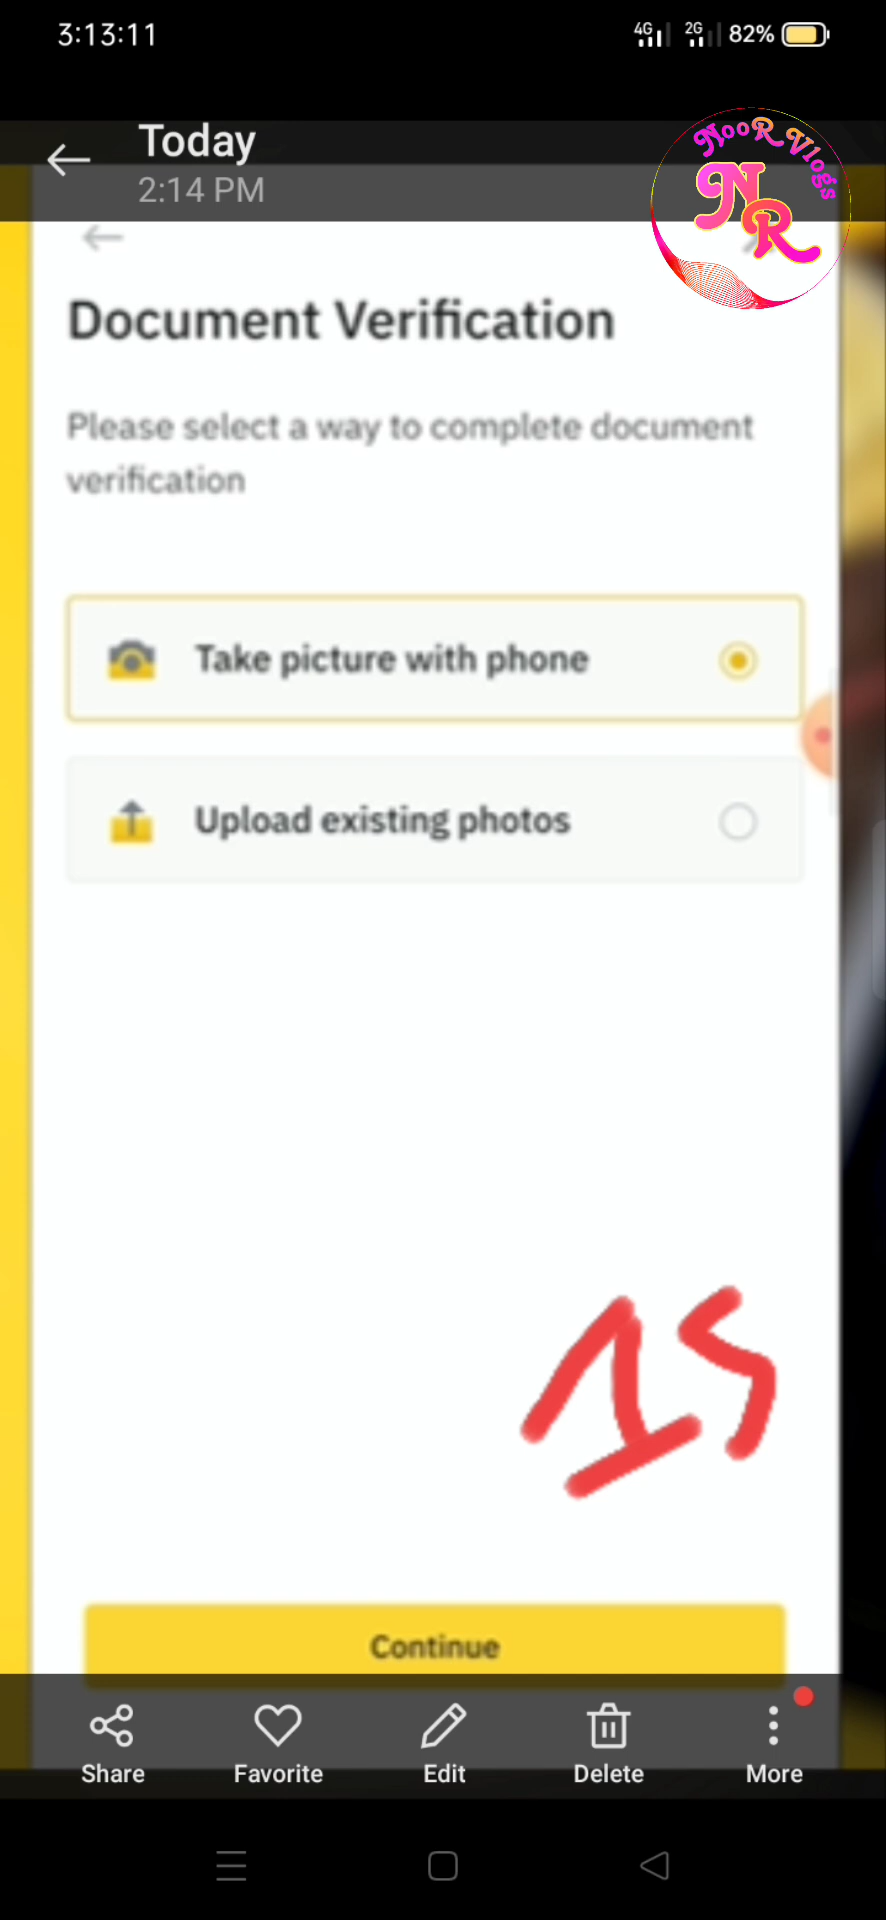 3:13:11
4G 2G 82%
Today
2:14 PM
NooR Vlogs
NR
Document Verification
Please select a way to complete document
verification
Take picture with phone
Upload existing photos
15
Continue
Share Favorite Edit Delete More